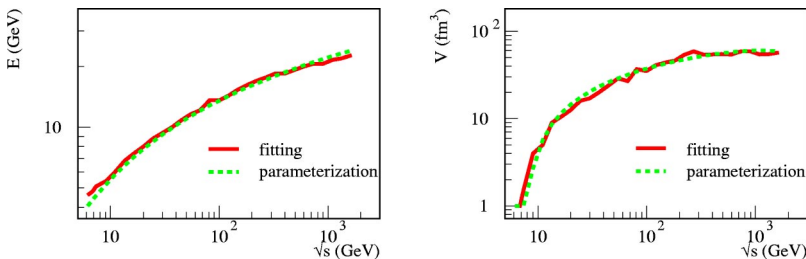 E (GeV)
10
fitting
parameterization
10
10²
10³
√s (GeV)
V (fm³)
10²
10
1
fitting
parameterization
10
10²
10³
√s (GeV)